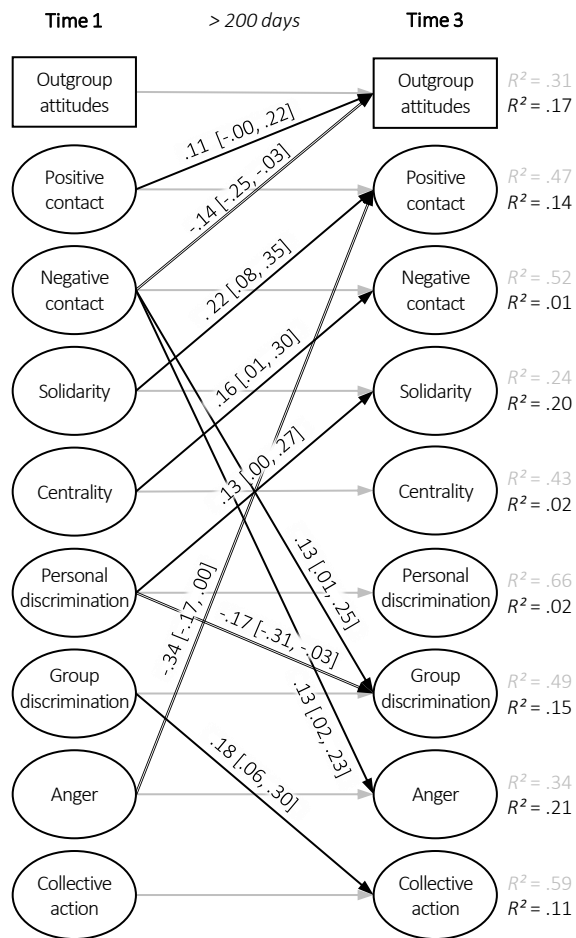 Time 1 > 200 days Time 3
Outgroup attitudes
Outgroup attitudes
R² = .31
R² = .17
.11 [-.00, .22]
Positive contact
-.14 [-.25, -.03]
Positive contact
R² = .47
R² = .14
Negative contact
.22 [.08, .35]
Negative contact
R² = .52
R² = .01
Solidarity
.16 [.01, .30]
Solidarity
R² = .24
R² = .20
Centrality
.13 [.00, .27]
Centrality
R² = .43
R² = .02
Personal discrimination
.13 [.01, .25]
Personal discrimination
R² = .66
R² = .02
-.34 [-.17, .00]
-.17 [-.31, -.03]
Group discrimination
Group discrimination
R² = .49
R² = .15
.13 [.02, .23]
.18 [.06, .30]
Anger
Anger
R² = .34
R² = .21
Collective action
Collective action
R² = .59
R² = .11